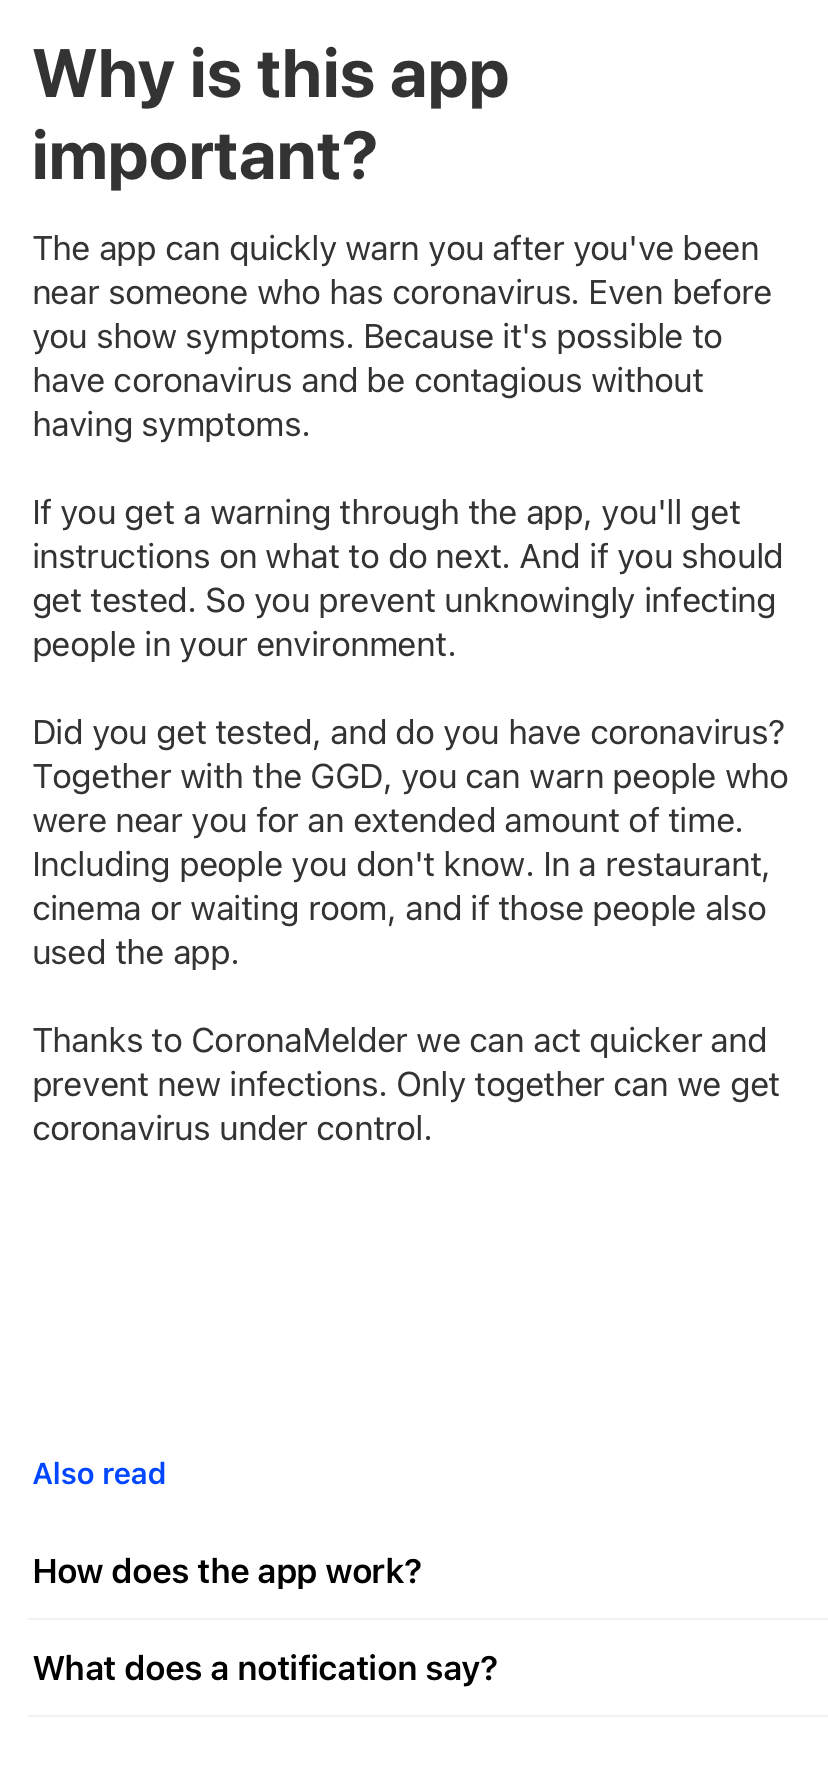 Why is this app
important?
The app can quickly warn you after you've been
near someone who has coronavirus. Even before
you show symptoms. Because it's possible to
have coronavirus and be contagious without
having symptoms.
If you get a warning through the app, you'll get
instructions on what to do next. And if you should
get tested. So you prevent unknowingly infecting
people in your environment.
Did you get tested, and do you have coronavirus?
Together with the GGD, you can warn people who
were near you for an extended amount of time.
Including people you don't know. In a restaurant,
cinema or waiting room, and if those people also
used the app.
Thanks to CoronaMelder we can act quicker and
prevent new infections. Only together can we get
coronavirus under control.
Also read
How does the app work?
What does a notification say?